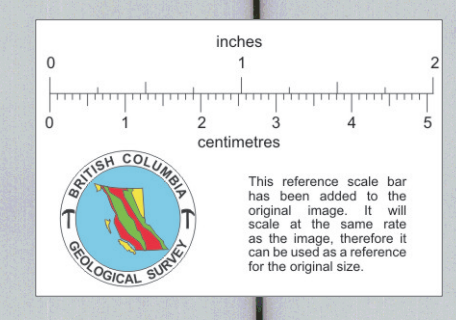 inches
0 1 2
0 1 2 3 4 5
centimetres
BRITISH COLUMBIA
GEOLOGICAL SURVEY
This reference scale bar
has been added to the
original image. It will
scale at the same rate
as the image, therefore it
can be used as a reference
for the original size.